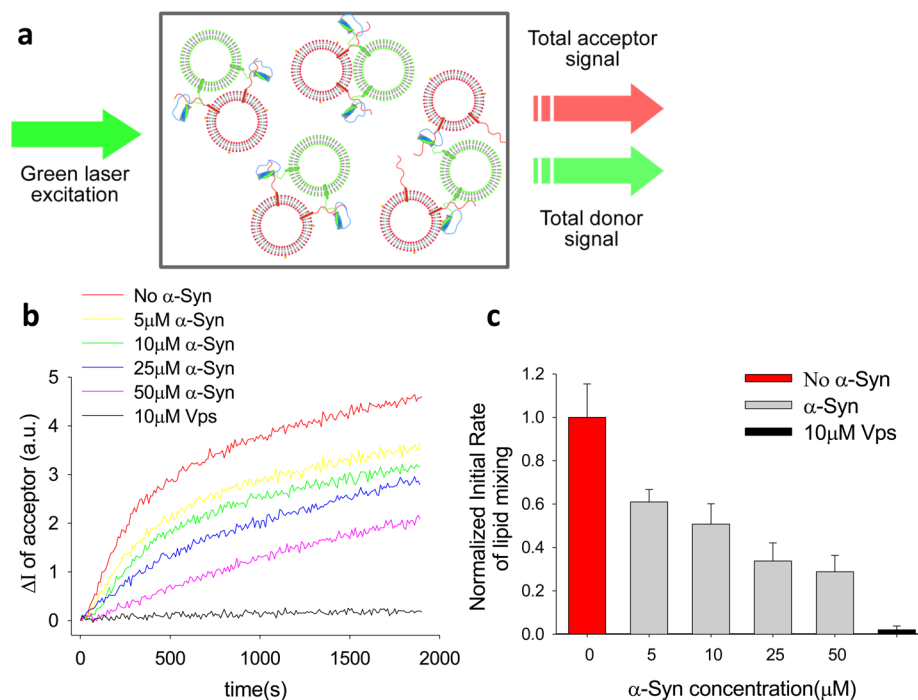 a
Green laser
excitation
Total acceptor
signal
Total donor
signal
b
No α-Syn
5μM α-Syn
10μM α-Syn
25μM α-Syn
50μM α-Syn
10μM Vps
ΔI of acceptor (a.u.)
5
4
3
2
1
0
0 500 1000 1500 2000
time(s)
c
No α-Syn
α-Syn
10μM Vps
Normalized Initial Rate
of lipid mixing
1.2
1.0
0.8
0.6
0.4
0.2
0.0
0 5 10 25 50
α-Syn concentration(μM)